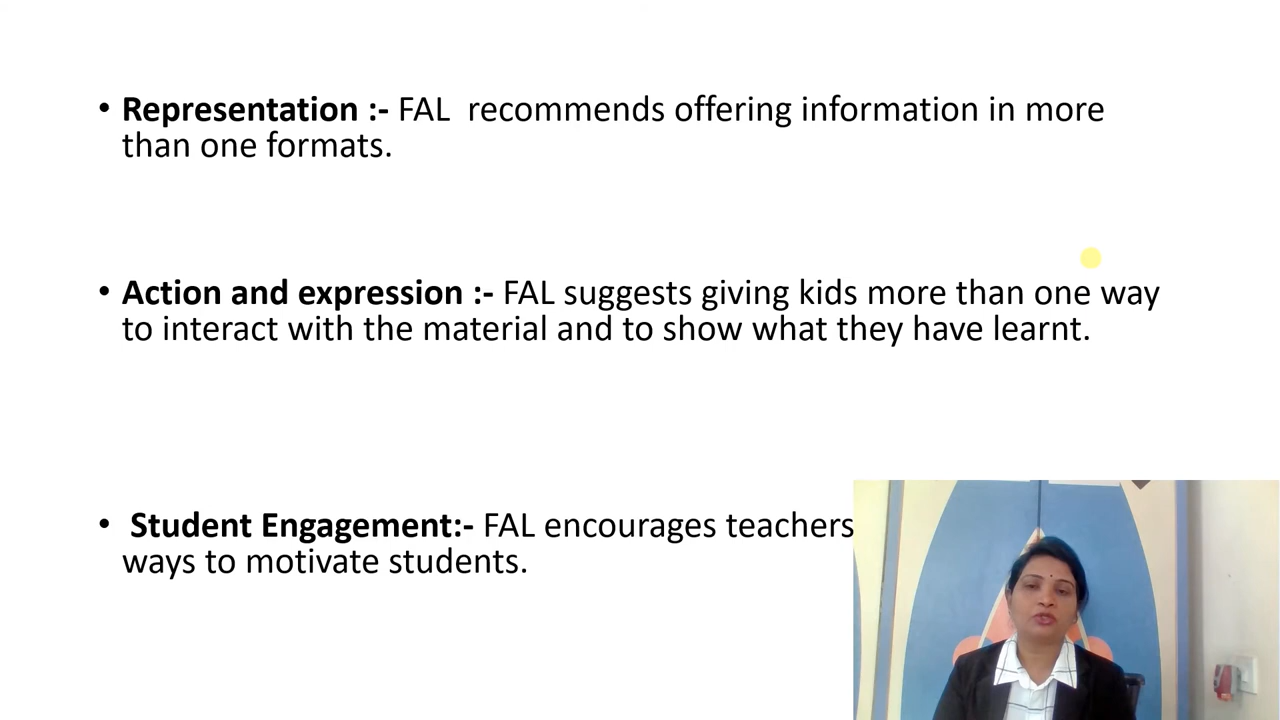 • Representation :- FAL  recommends offering information in more
than one formats.
• Action and expression :- FAL suggests giving kids more than one way
to interact with the material and to show what they have learnt.
• Student Engagement:- FAL encourages teachers
ways to motivate students.